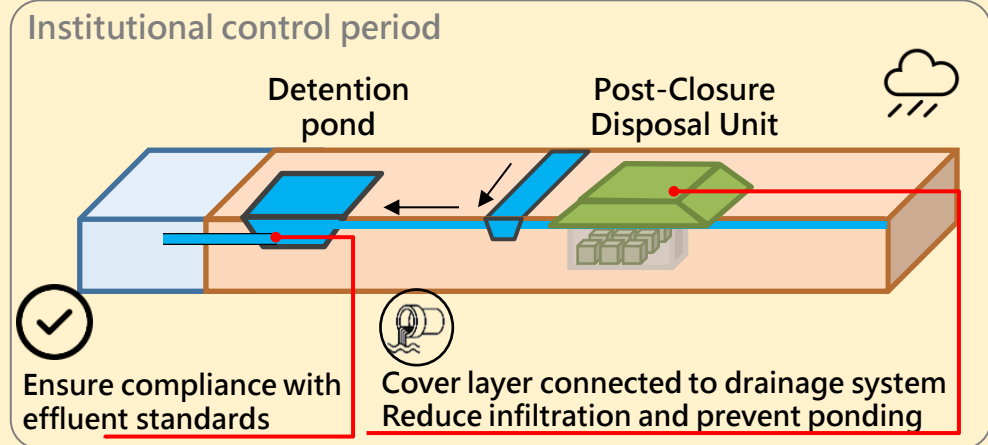 Institutional control period
Detention
pond
Post-Closure
Disposal Unit
Ensure compliance with
effluent standards
Cover layer connected to drainage system
Reduce infiltration and prevent ponding